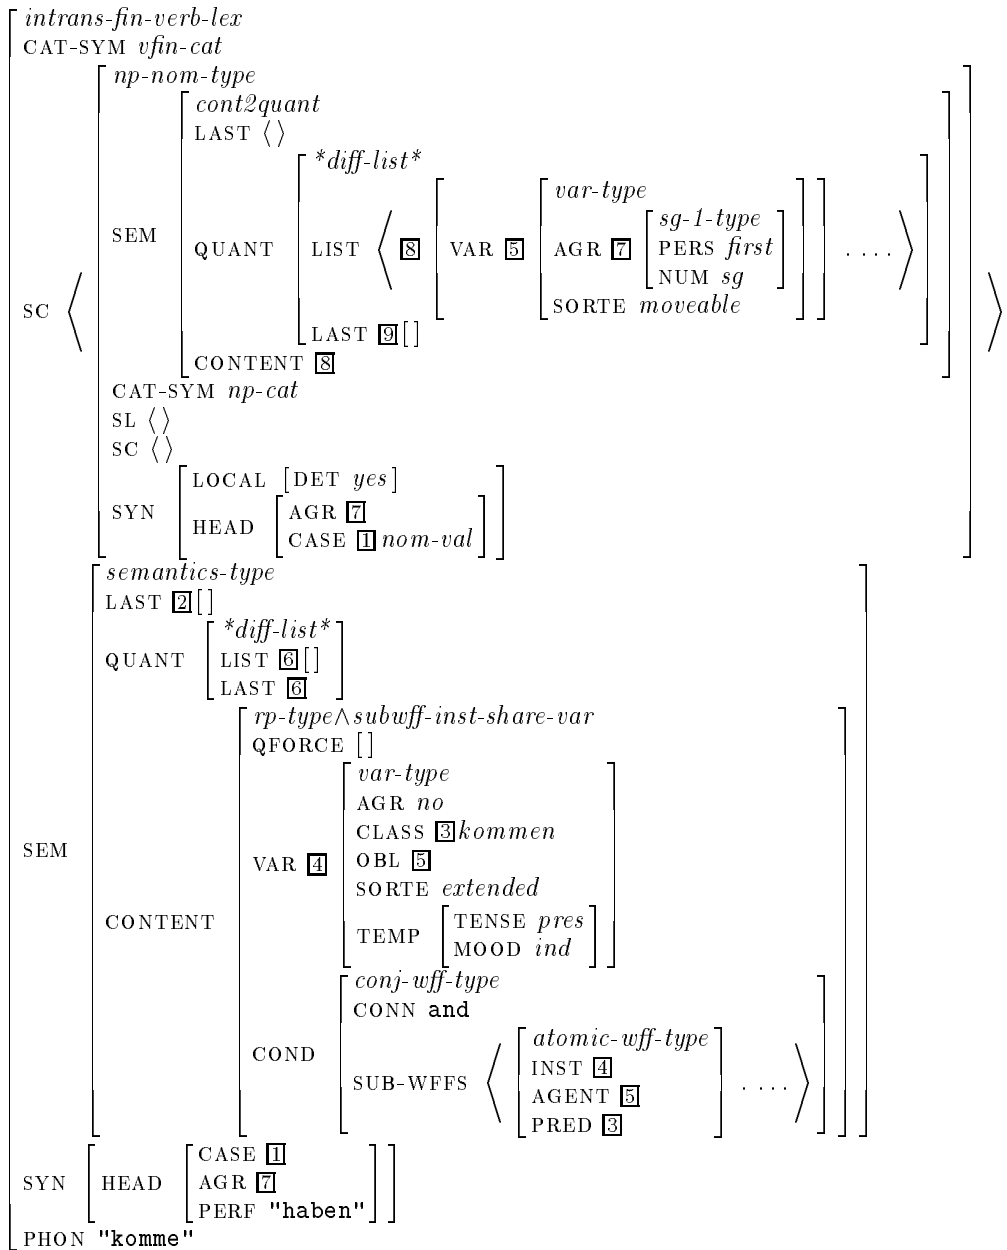 intrans-fin-verb-lex
CAT-SYM vfin-cat
np-nom-type
cont2quant
LAST ⟨ ⟩
*diff-list*
var-type
sg-1-type
SEM QUANT LIST ⟨ 8 [ VAR 5 [ AGR 7 [ PERS first
NUM sg
SC ⟨ SORTE moveable ] ] .... ⟩
LAST 9 [ ]
CONTENT 8
CAT-SYM np-cat
SL ⟨ ⟩
SC ⟨ ⟩
LOCAL [DET yes]
SYN HEAD [ AGR 7
CASE 1 nom-val ]
semantics-type
LAST 2 [ ]
*diff-list*
QUANT LIST 6 [ ]
LAST 6
rp-type∧subwff-inst-share-var
QFORCE [ ]
var-type
AGR no
CLASS 3 kommen
SEM VAR 4 OBL 5
SORTE extended
CONTENT TEMP [ TENSE pres
MOOD ind ]
conj-wff-type
CONN and
atomic-wff-type
COND INST 4
SUB-WFFS ⟨ AGENT 5 .... ⟩
PRED 3
CASE 1
SYN [ HEAD [ AGR 7
PERF "haben" ] ]
PHON "komme"